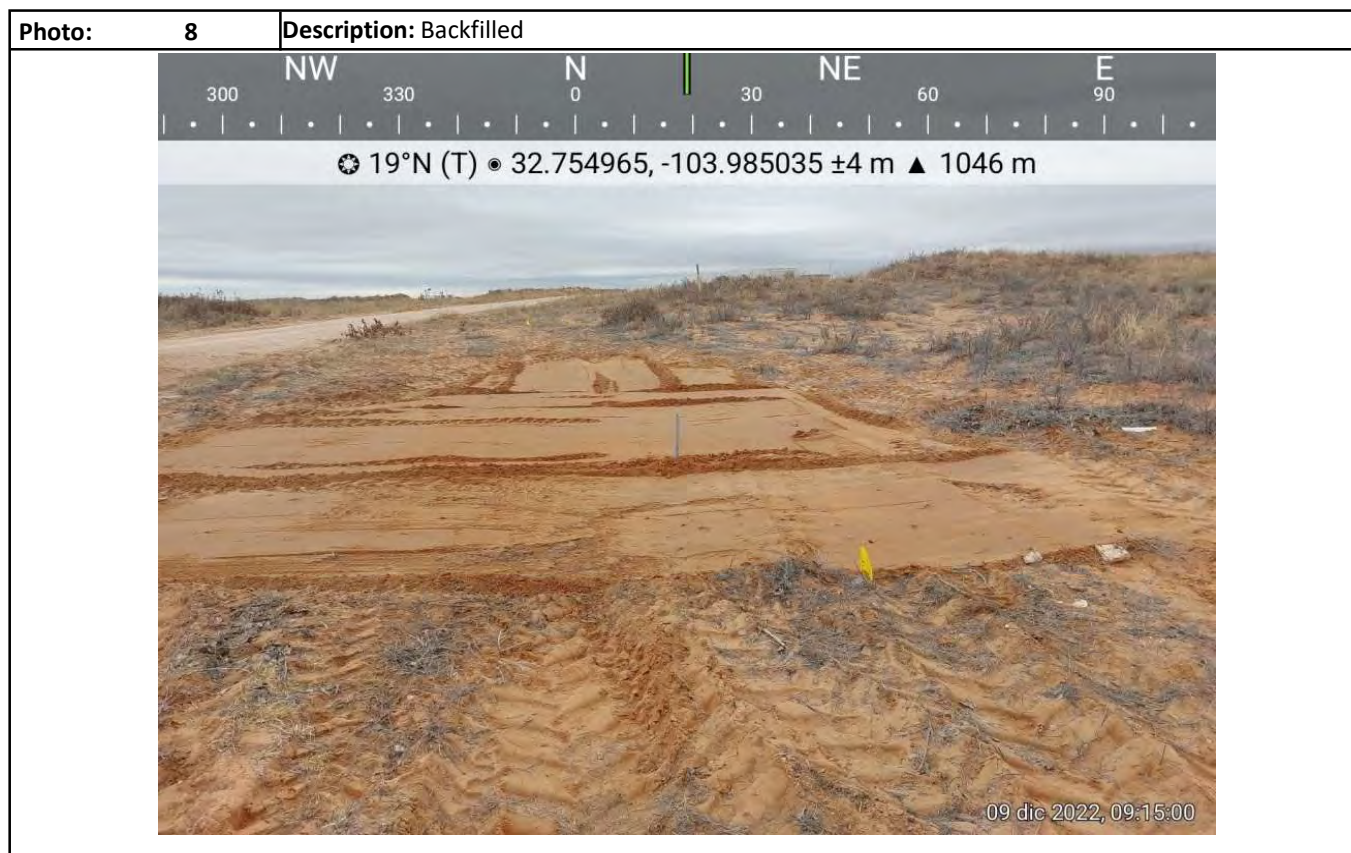 Photo: 8 Description: Backfilled
NW N NE E
300 330 0 30 60 90
19°N (T) 32.754965, -103.985035 ±4 m ▲ 1046 m
09 dic 2022, 09:15:00